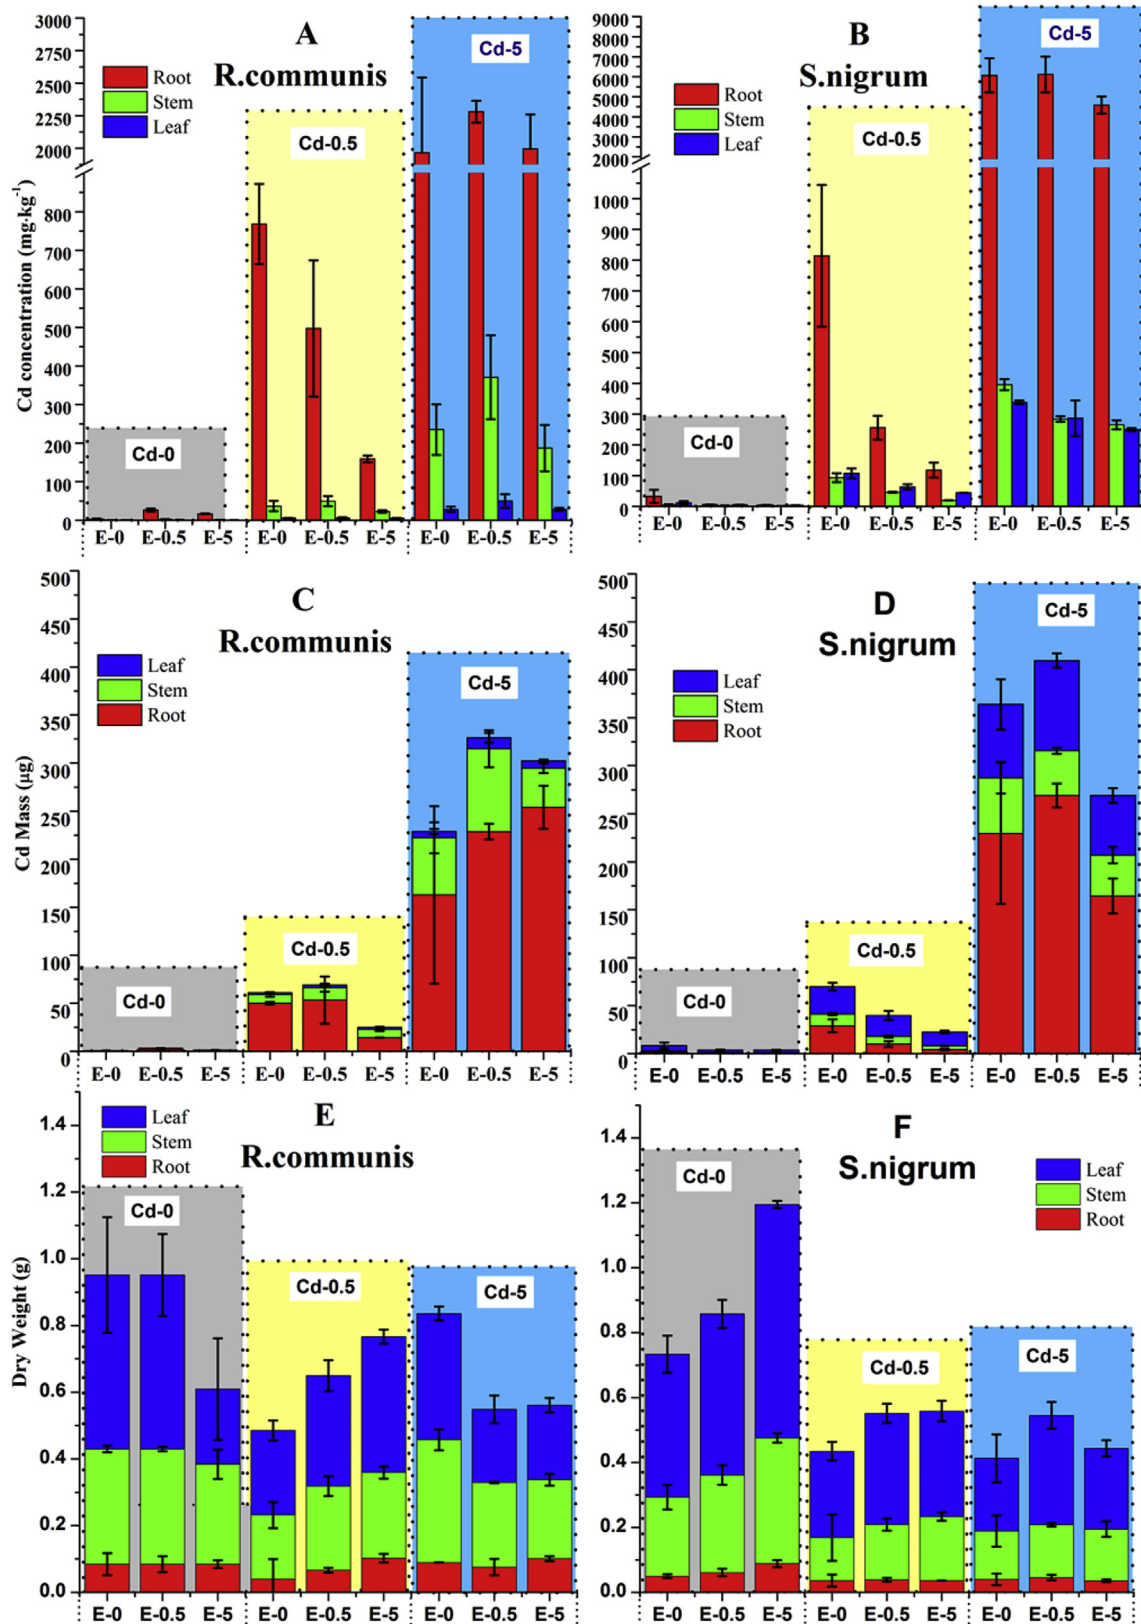 A
R.communis
Root
Stem
Leaf
Cd-0
Cd-0.5
Cd-5
Cd concentration (mg·kg⁻¹)
3000
2750
2500
2250
2000
800
700
600
500
400
300
200
100
0
E-0 E-0.5 E-5 E-0 E-0.5 E-5 E-0 E-0.5 E-5
B
S.nigrum
Root
Stem
Leaf
Cd-0
Cd-0.5
Cd-5
9000
8000
7000
6000
5000
4000
3000
2000
1000
900
800
700
600
500
400
300
200
100
0
E-0 E-0.5 E-5 E-0 E-0.5 E-5 E-0 E-0.5 E-5
C
R.communis
Leaf
Stem
Root
Cd-0
Cd-0.5
Cd-5
Cd Mass (μg)
500
450
400
350
300
250
200
150
100
50
0
E-0 E-0.5 E-5 E-0 E-0.5 E-5 E-0 E-0.5 E-5
D
S.nigrum
Leaf
Stem
Root
Cd-0
Cd-0.5
Cd-5
500
450
400
350
300
250
200
150
100
50
0
E-0 E-0.5 E-5 E-0 E-0.5 E-5 E-0 E-0.5 E-5
E
R.communis
Leaf
Stem
Root
Cd-0
Cd-0.5
Cd-5
Dry Weight (g)
1.4
1.2
1.0
0.8
0.6
0.4
0.2
0.0
E-0 E-0.5 E-5 E-0 E-0.5 E-5 E-0 E-0.5 E-5
F
S.nigrum
Leaf
Stem
Root
Cd-0
Cd-0.5
Cd-5
1.4
1.2
1.0
0.8
0.6
0.4
0.2
0.0
E-0 E-0.5 E-5 E-0 E-0.5 E-5 E-0 E-0.5 E-5